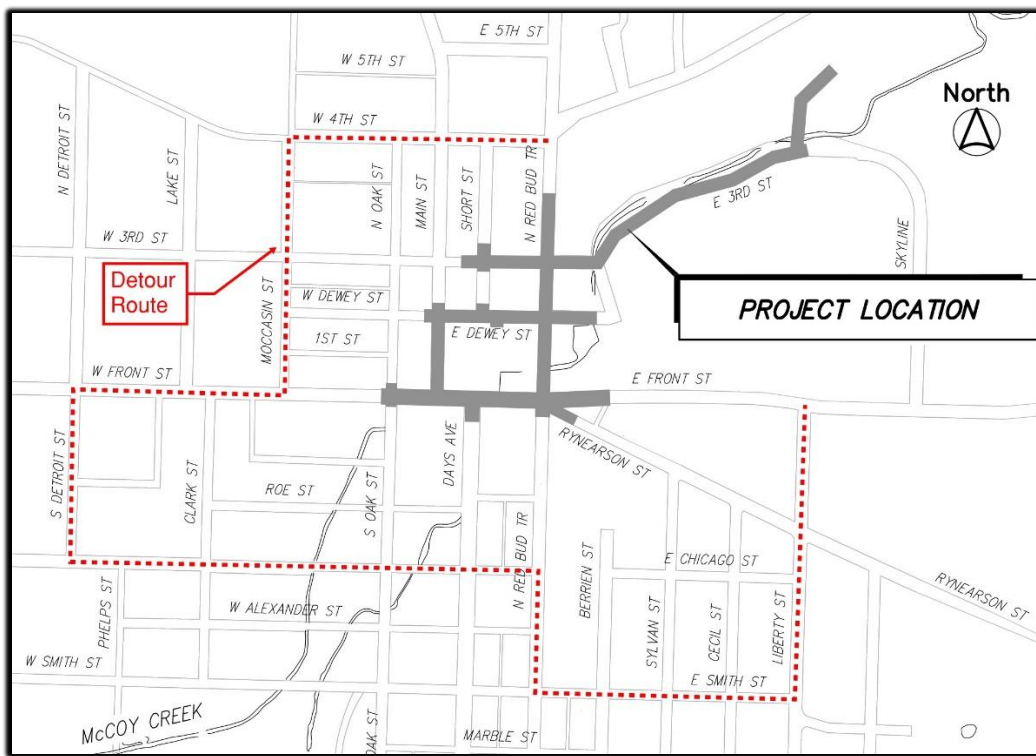 E 5TH ST
W 5TH ST
W 4TH ST
North
N DETROIT ST
LAKE ST
N OAK ST
MAIN ST
SHORT ST
N RED BUD TR
E 3RD ST
SKYLINE
W 3RD ST
Detour
Route
MOCCASIN ST
W DEWEY ST
PROJECT LOCATION
E DEWEY ST
1ST ST
W FRONT ST
E FRONT ST
RYNEARSON ST
S DETROIT ST
CLARK ST
ROE ST
S OAK ST
DAYS AVE
N RED BUD TR
BERRIEN ST
E CHICAGO ST
RYNEARSON ST
PHELPS ST
W ALEXANDER ST
SYLVAN ST
CECIL ST
LIBERTY ST
W SMITH ST
E SMITH ST
McCOY CREEK
OAK ST
MARBLE ST